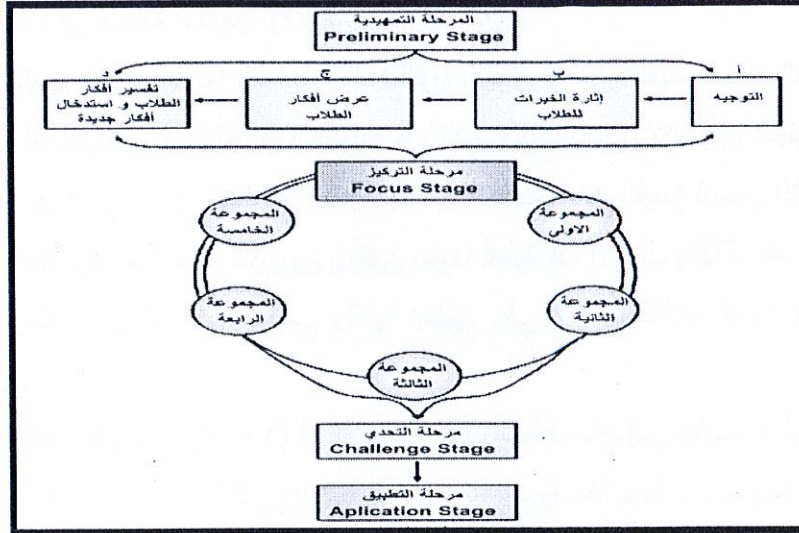 المرحلة التمهيدية
Preliminary Stage
أ
ب
ج
د
التوجيه
إثارة الخبرات
للطلاب
عرض أفكار
الطلاب
تفسير أفكار
الطلاب و استدخال
أفكار جديدة
مرحلة التركيز
Focus Stage
المجموعة
الاولى
المجموعة
الثانية
المجموعة
الثالثة
المجموعة
الرابعة
المجموعة
الخامسة
مرحلة التحدي
Challenge Stage
مرحلة التطبيق
Aplication Stage